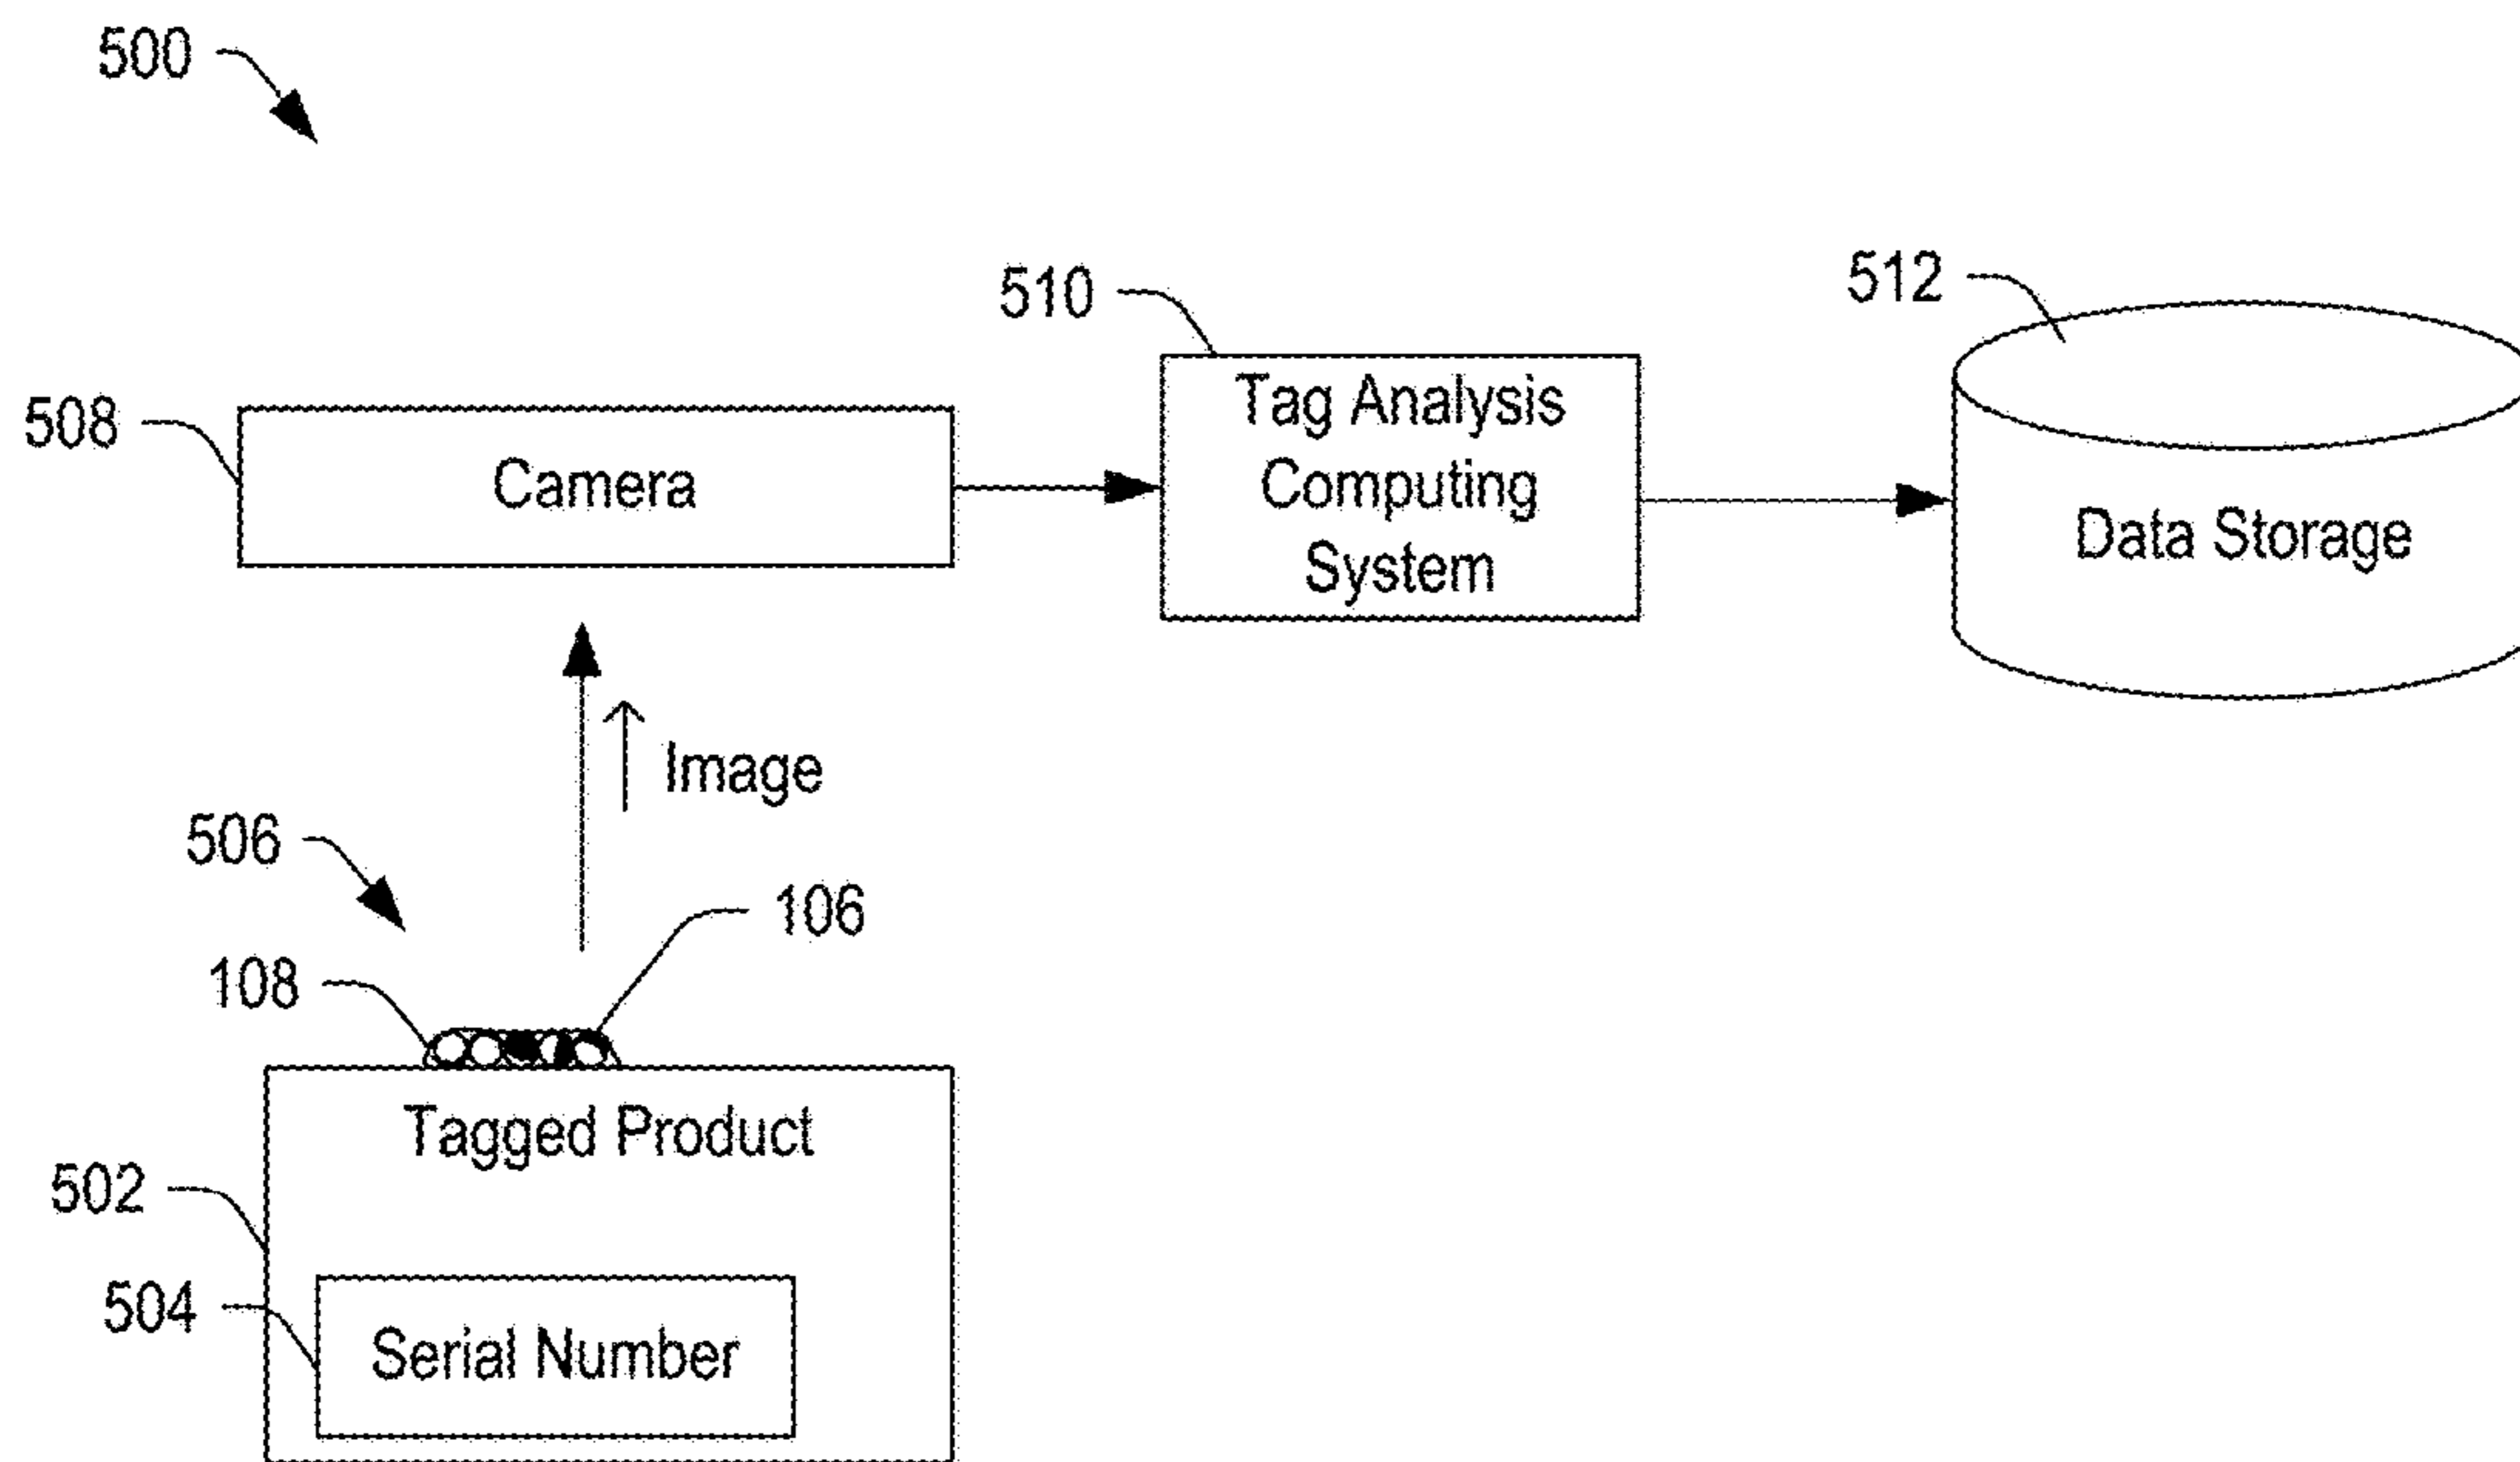 500
510
512
508
Camera
Tag Analysis
Computing
System
Data Storage
Image
506
106
108
Tagged Product
502
504
Serial Number